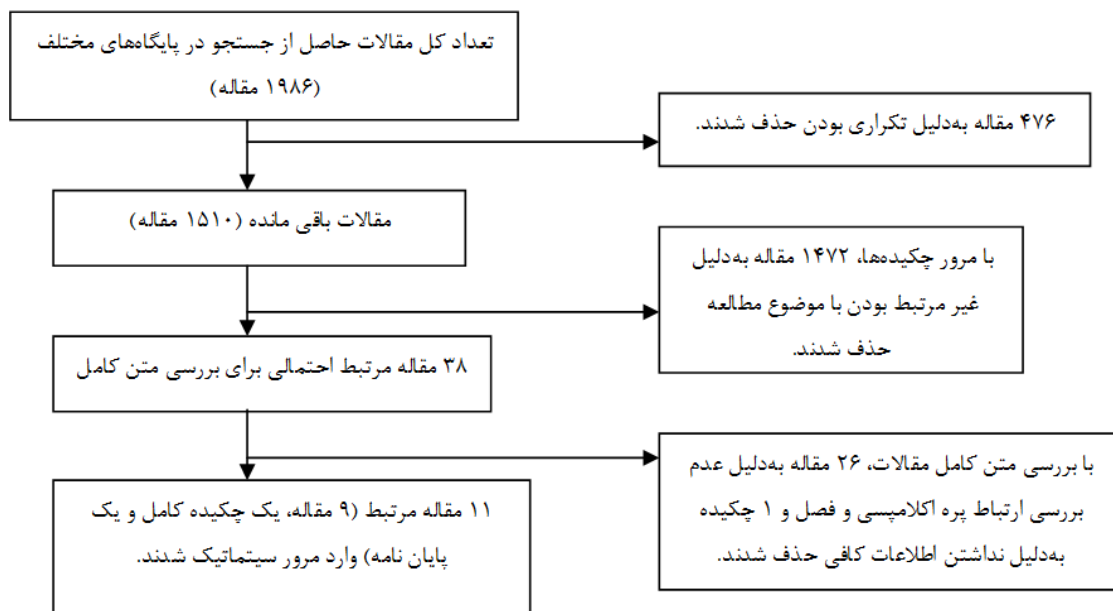 تعداد کل مقالات حاصل از جستجو در پایگاه‌های مختلف
(۱۹۸۶ مقاله)
۴۷۶ مقاله به‌دلیل تکراری بودن حذف شدند.
مقالات باقی مانده (۱۵۱۰ مقاله)
با مرور چکیده‌ها، ۱۴۷۲ مقاله به‌دلیل
غیر مرتبط بودن با موضوع مطالعه
حذف شدند.
۳۸ مقاله مرتبط احتمالی برای بررسی متن کامل
با بررسی متن کامل مقالات، ۲۶ مقاله به‌دلیل عدم
بررسی ارتباط پره اکلامپسی و فصل و ۱ چکیده
به‌دلیل نداشتن اطلاعات کافی حذف شدند.
۱۱ مقاله مرتبط (۹ مقاله، یک چکیده کامل و یک
پایان نامه) وارد مرور سیتماتیک شدند.